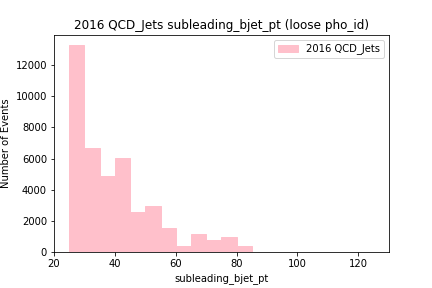 2016 QCD_Jets subleading_bjet_pt (loose pho_id)
2016 QCD_Jets
Number of Events
12000
10000
8000
6000
4000
2000
0
20 40 60 80 100 120
subleading_bjet_pt